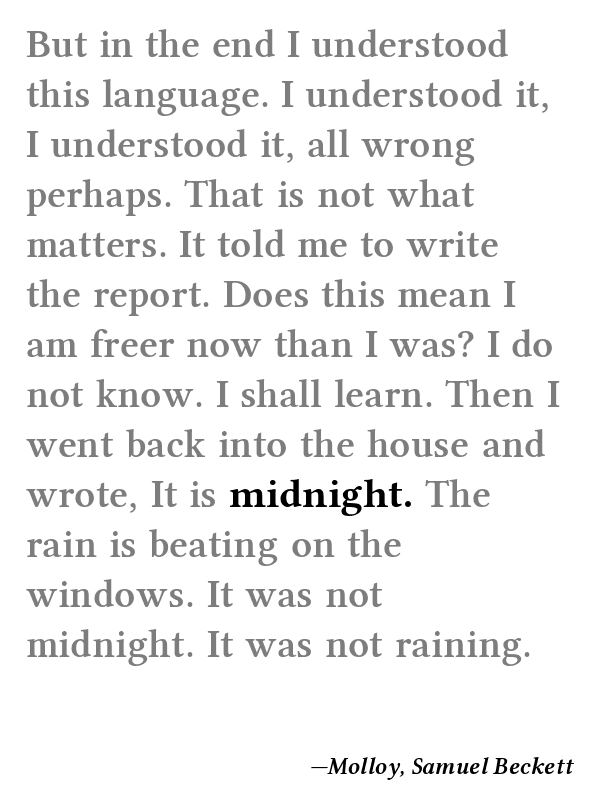 But in the end I understood
this language. I understood it,
I understood it, all wrong
perhaps. That is not what
matters. It told me to write
the report. Does this mean I
am freer now than I was? I do
not know. I shall learn. Then I
went back into the house and
wrote, It is midnight. The
rain is beating on the
windows. It was not
midnight. It was not raining.
—Molloy, Samuel Beckett